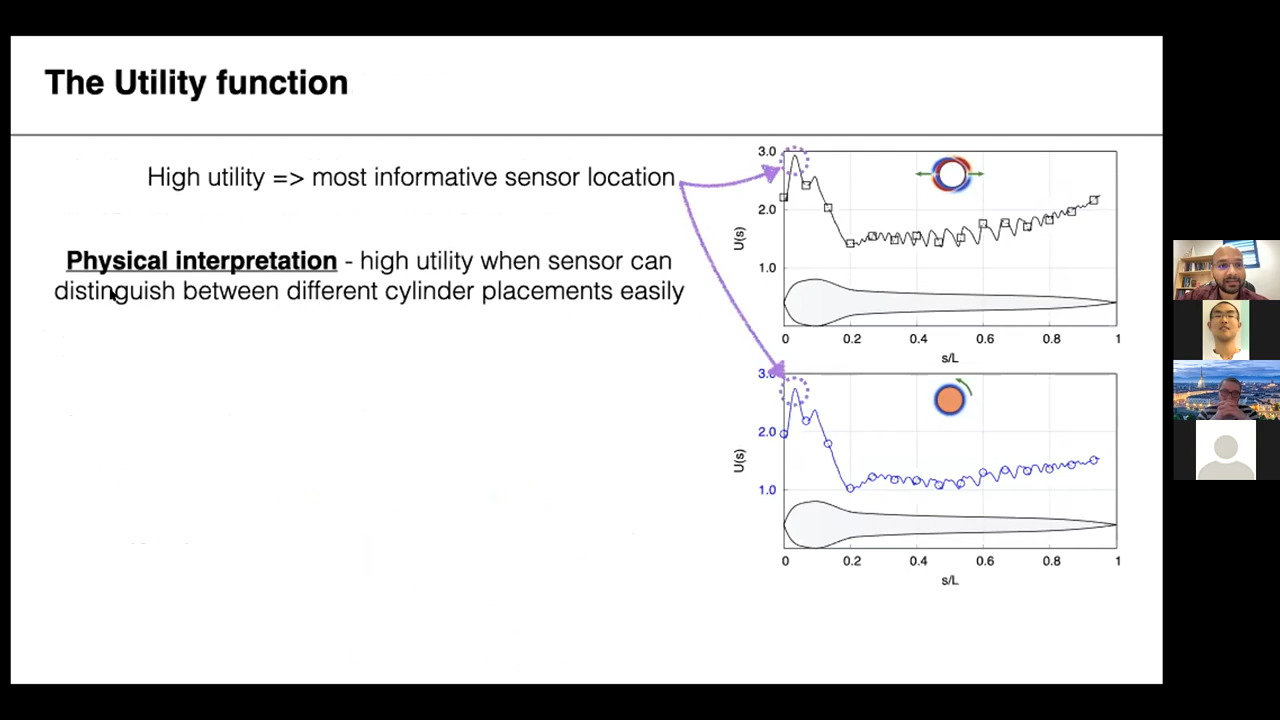 The Utility function
High utility => most informative sensor location
Physical interpretation - high utility when sensor can
distinguish between different cylinder placements easily
3.0
2.0
1.0
U(s)
0 0.2 0.4 0.6 0.8 1
s/L
3.0
2.0
1.0
U(s)
0 0.2 0.4 0.6 0.8 1
s/L